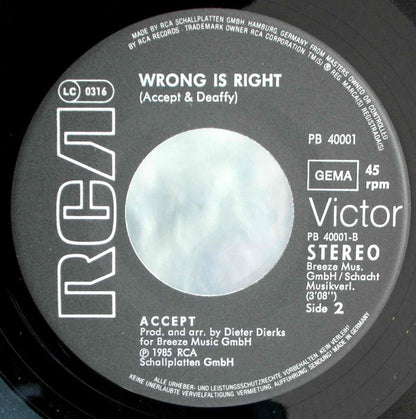 MADE BY RCA SCHALLPLATTEN GMBH, HAMBURG, GERMANY FROM MASTERS OWNED OR CONTROLLED
BY RCA RECORDS TRADEMARK OWNER RCA CORPORATION, TM(S) ® REG. MARCA(S) REGISTRADA(S)
WRONG IS RIGHT
(Accept & Deaffy)
LC 0316
RCA
PB 40001
GEMA
45
rpm
Victor
PB 40001-B
STEREO
Breeze Mus.
GmbH / Schacht
Musikverl.
(3'08'')
Side 2
ACCEPT
Prod. and arr. by Dieter Dierks
for Breeze Music GmbH
℗ 1985 RCA
Schallplatten GmbH
ALLE URHEBER- UND LEISTUNGSSCHUTZRECHTE VORBEHALTEN. KEIN VERLEIH!
KEINE UNERLAUBTE VERVIELFÄLTIGUNG, VERMIETUNG, AUFFÜHRUNG, SENDUNG! MADE IN GERMANY